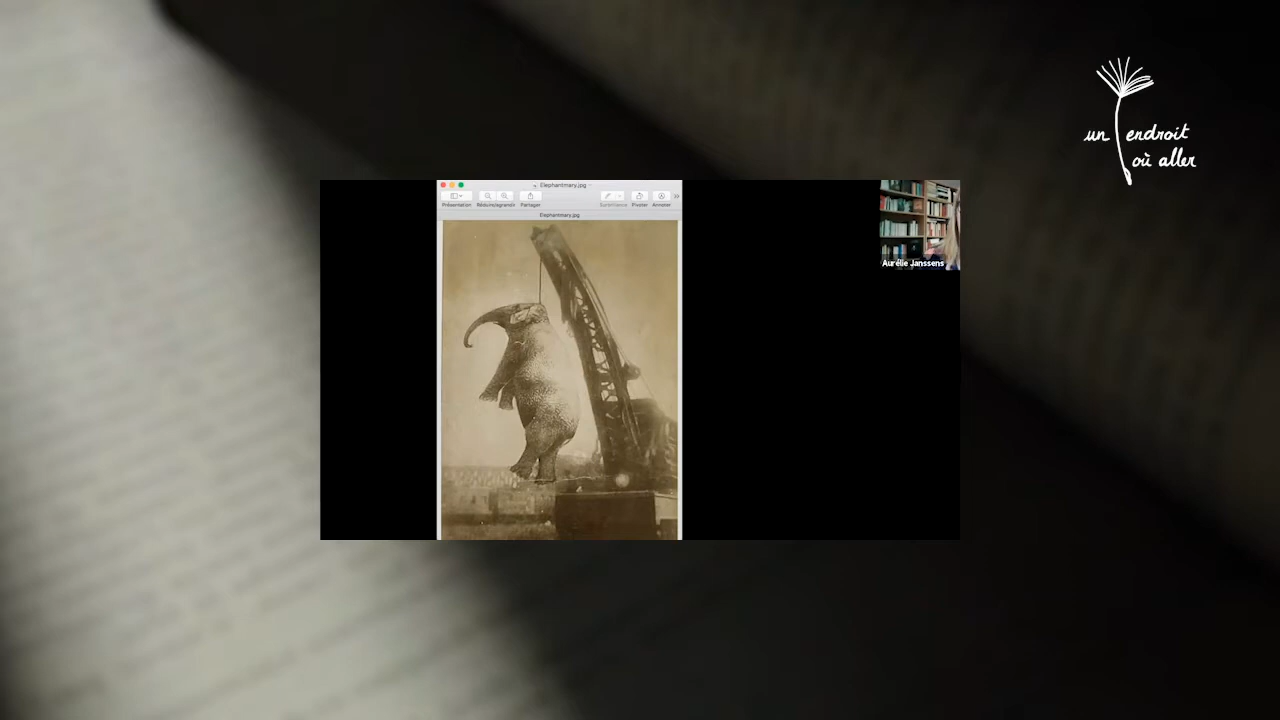 un endroit
où aller
Elephantmary.jpg
Présentation
Réduire/agrandir
Partager
Pivoter
Annoter
Elephantmary.jpg
Aurélie Janssens